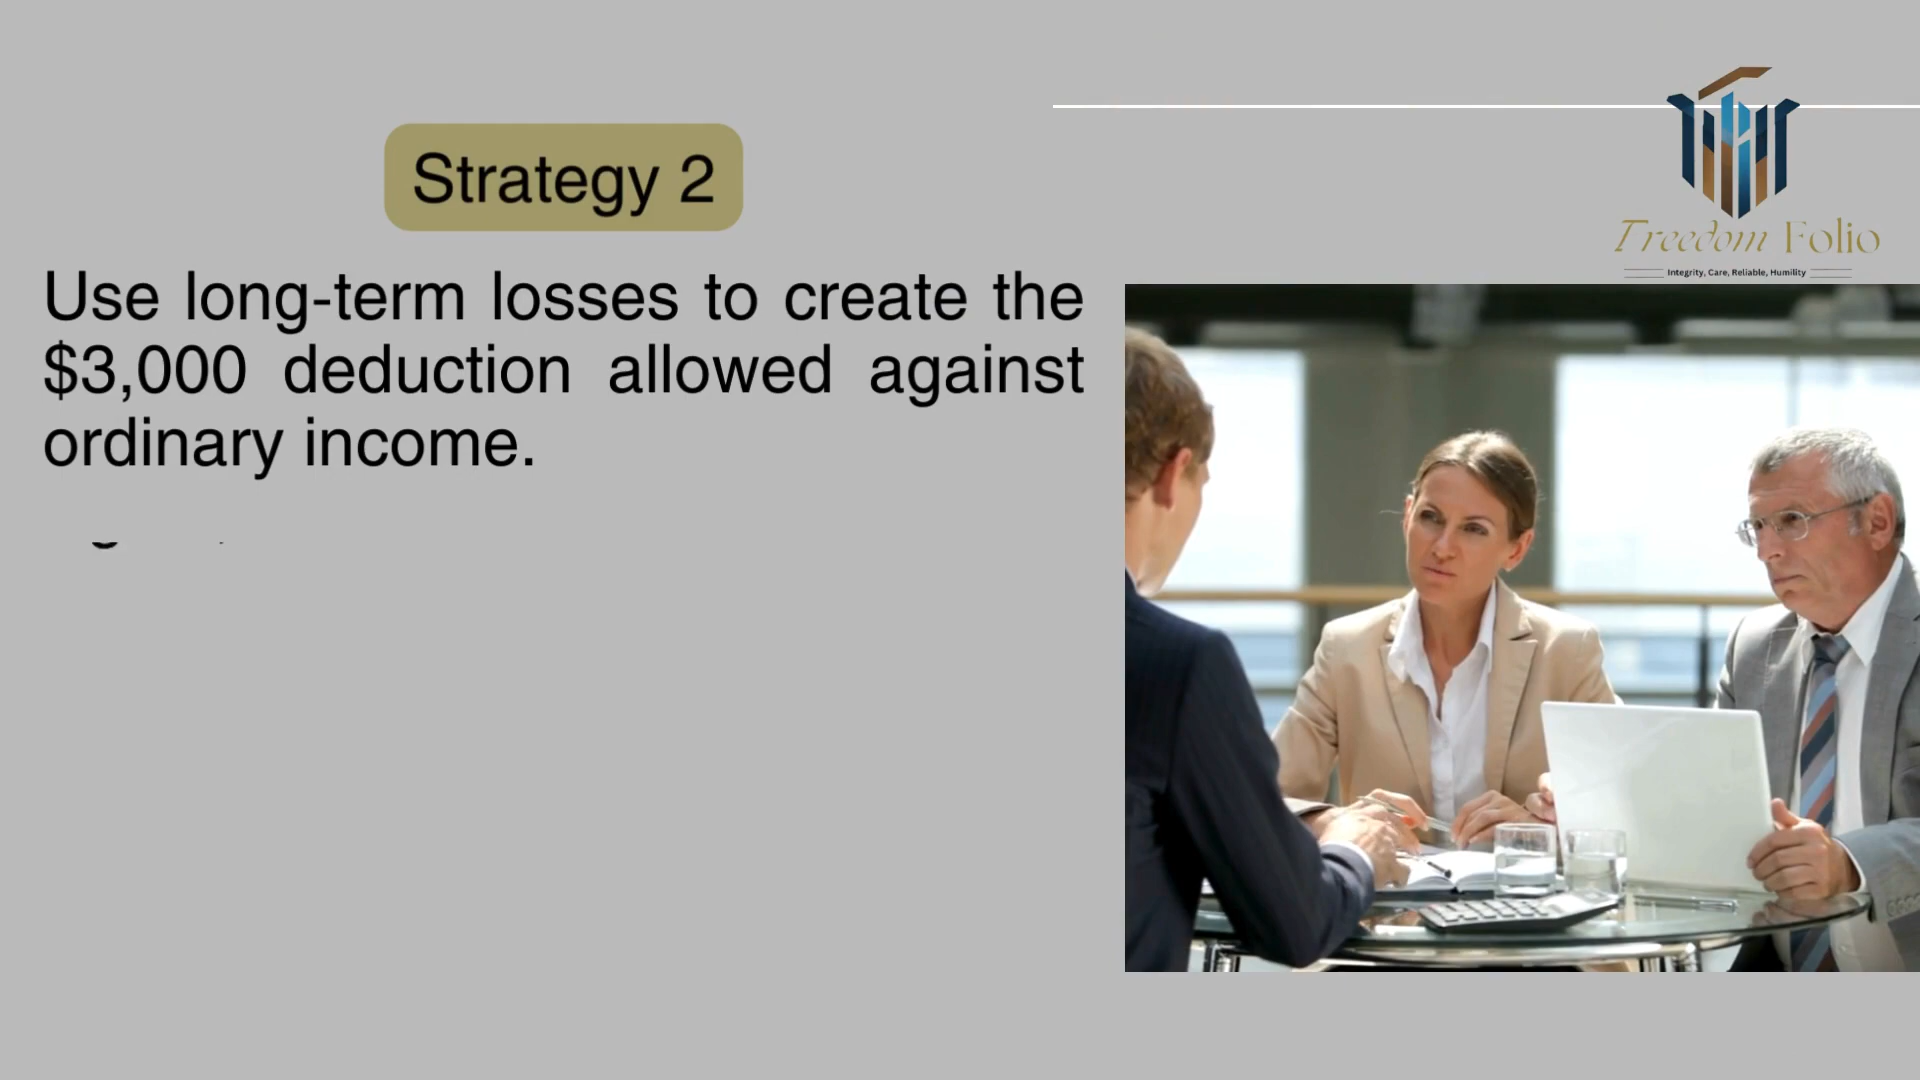 Strategy 2
Use long-term losses to create the
$3,000 deduction allowed against
ordinary income.
Freedom Folio
Integrity, Care, Reliable, Humility